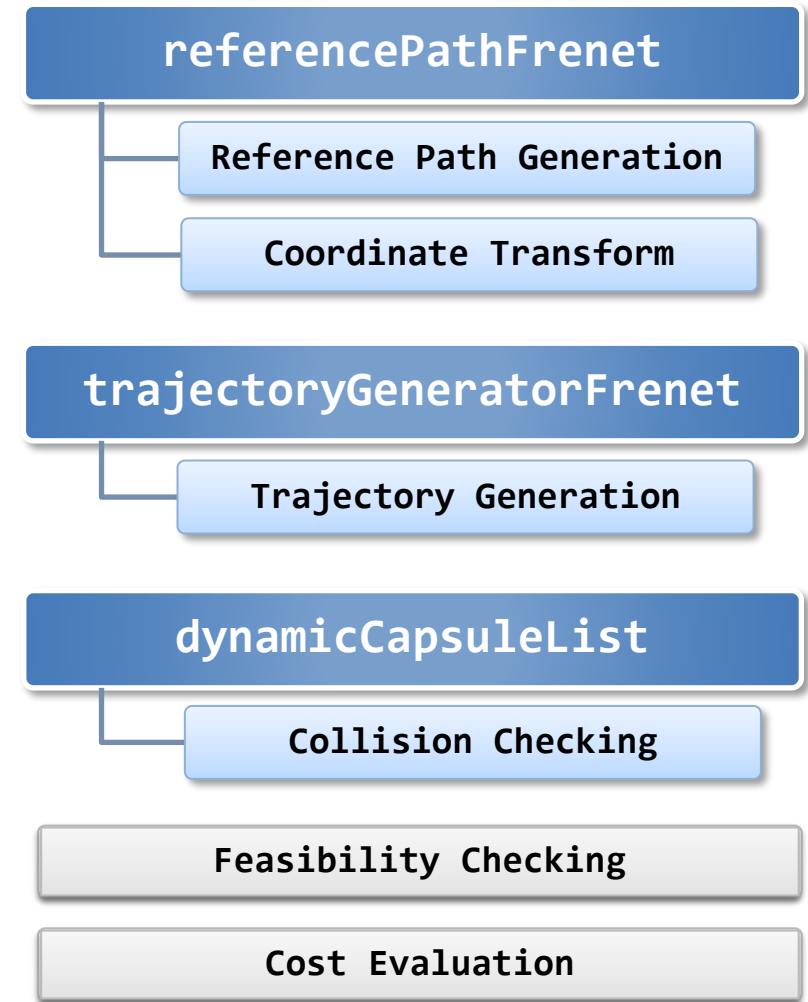 referencePathFrenet
Reference Path Generation
Coordinate Transform
trajectoryGeneratorFrenet
Trajectory Generation
dynamicCapsuleList
Collision Checking
Feasibility Checking
Cost Evaluation